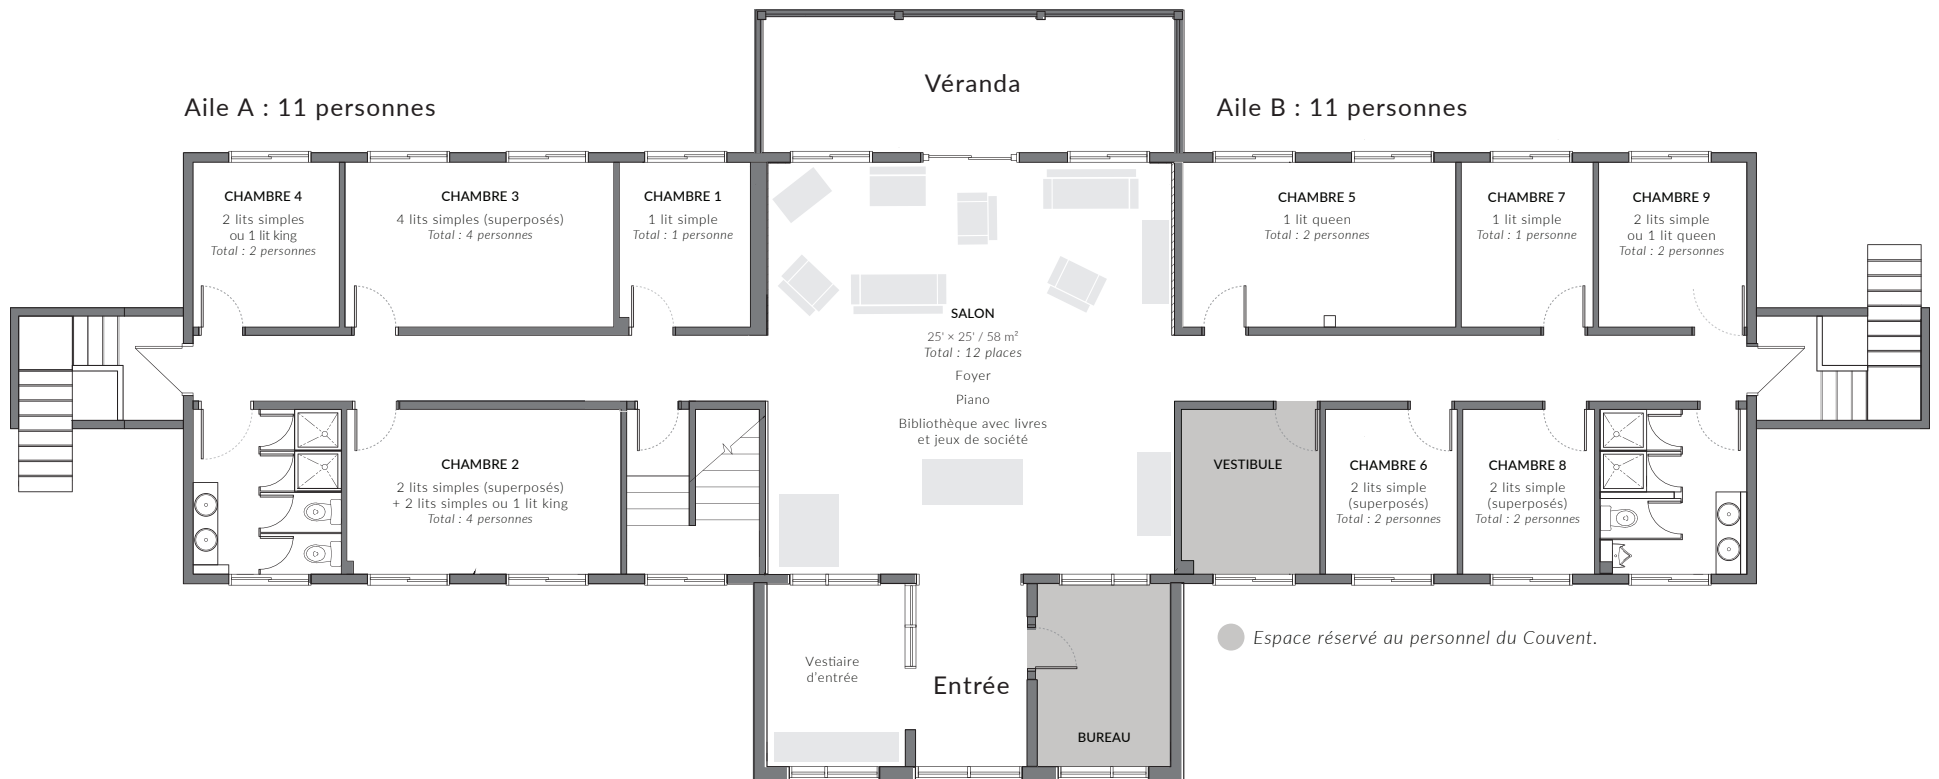 Véranda
Aile A : 11 personnes
Aile B : 11 personnes
CHAMBRE 4
2 lits simples
ou 1 lit king
Total : 2 personnes
CHAMBRE 3
4 lits simples (superposés)
Total : 4 personnes
CHAMBRE 1
1 lit simple
Total : 1 personne
CHAMBRE 5
1 lit queen
Total : 2 personnes
CHAMBRE 7
1 lit simple
Total : 1 personne
CHAMBRE 9
2 lits simple
ou 1 lit queen
Total : 2 personnes
SALON
25' × 25' / 58 m²
Total : 12 places
Foyer
Piano
Bibliothèque avec livres
et jeux de société
CHAMBRE 2
2 lits simples (superposés)
+ 2 lits simples ou 1 lit king
Total : 4 personnes
VESTIBULE
CHAMBRE 6
2 lits simple
(superposés)
Total : 2 personnes
CHAMBRE 8
2 lits simple
(superposés)
Total : 2 personnes
Espace réservé au personnel du Couvent.
Vestiaire
d'entrée
Entrée
BUREAU